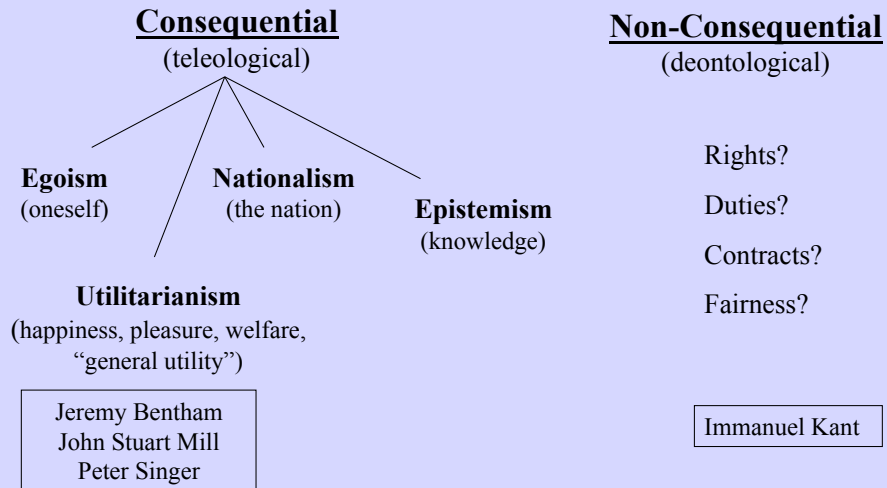 Consequential
(teleological)
Egoism
(oneself)
Nationalism
(the nation)
Epistemism
(knowledge)
Utilitarianism
(happiness, pleasure, welfare,
“general utility”)
Jeremy Bentham
John Stuart Mill
Peter Singer
Non-Consequential
(deontological)
Rights?
Duties?
Contracts?
Fairness?
Immanuel Kant